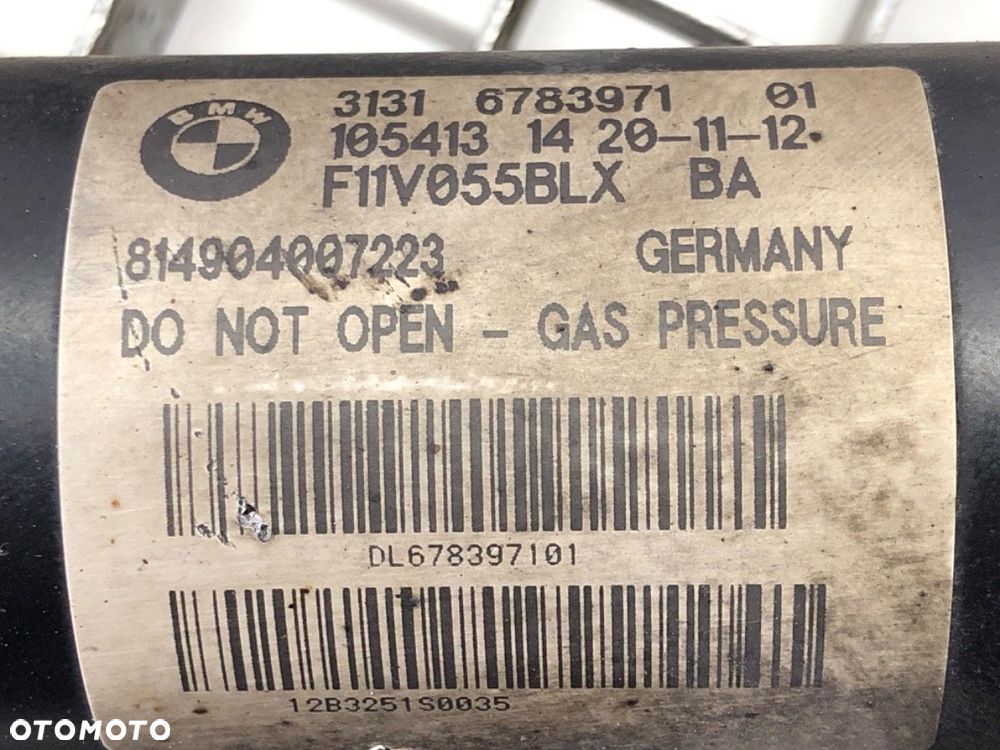 BMW
3131 6783971 01
105413 14 20-11-12
F11V055BLX BA
814904007223 GERMANY
DO NOT OPEN - GAS PRESSURE
DL678397101
12B3251S0035
OTOMOTO